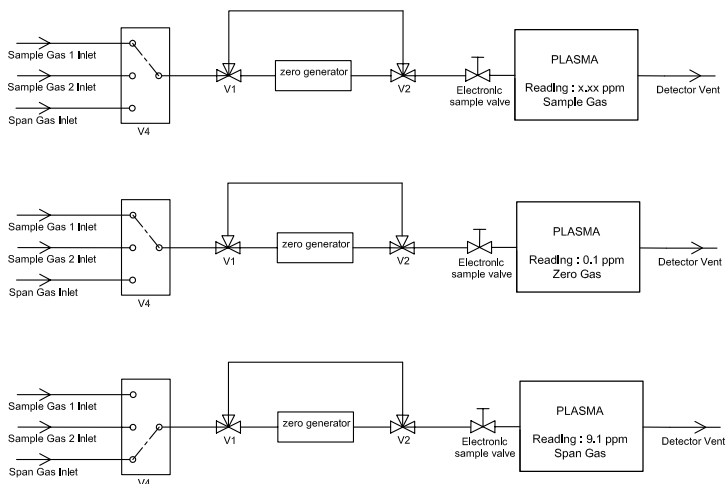 Sample Gas 1 Inlet
Sample Gas 2 Inlet
Span Gas Inlet
V4
V1
zero generator
V2
Electronic
sample valve
PLASMA
Reading : x.xx ppm
Sample Gas
Detector Vent
Sample Gas 1 Inlet
Sample Gas 2 Inlet
Span Gas Inlet
V4
V1
zero generator
V2
Electronic
sample valve
PLASMA
Reading : 0.1 ppm
Zero Gas
Detector Vent
Sample Gas 1 Inlet
Sample Gas 2 Inlet
Span Gas Inlet
V4
V1
zero generator
V2
Electronic
sample valve
PLASMA
Reading : 9.1 ppm
Span Gas
Detector Vent